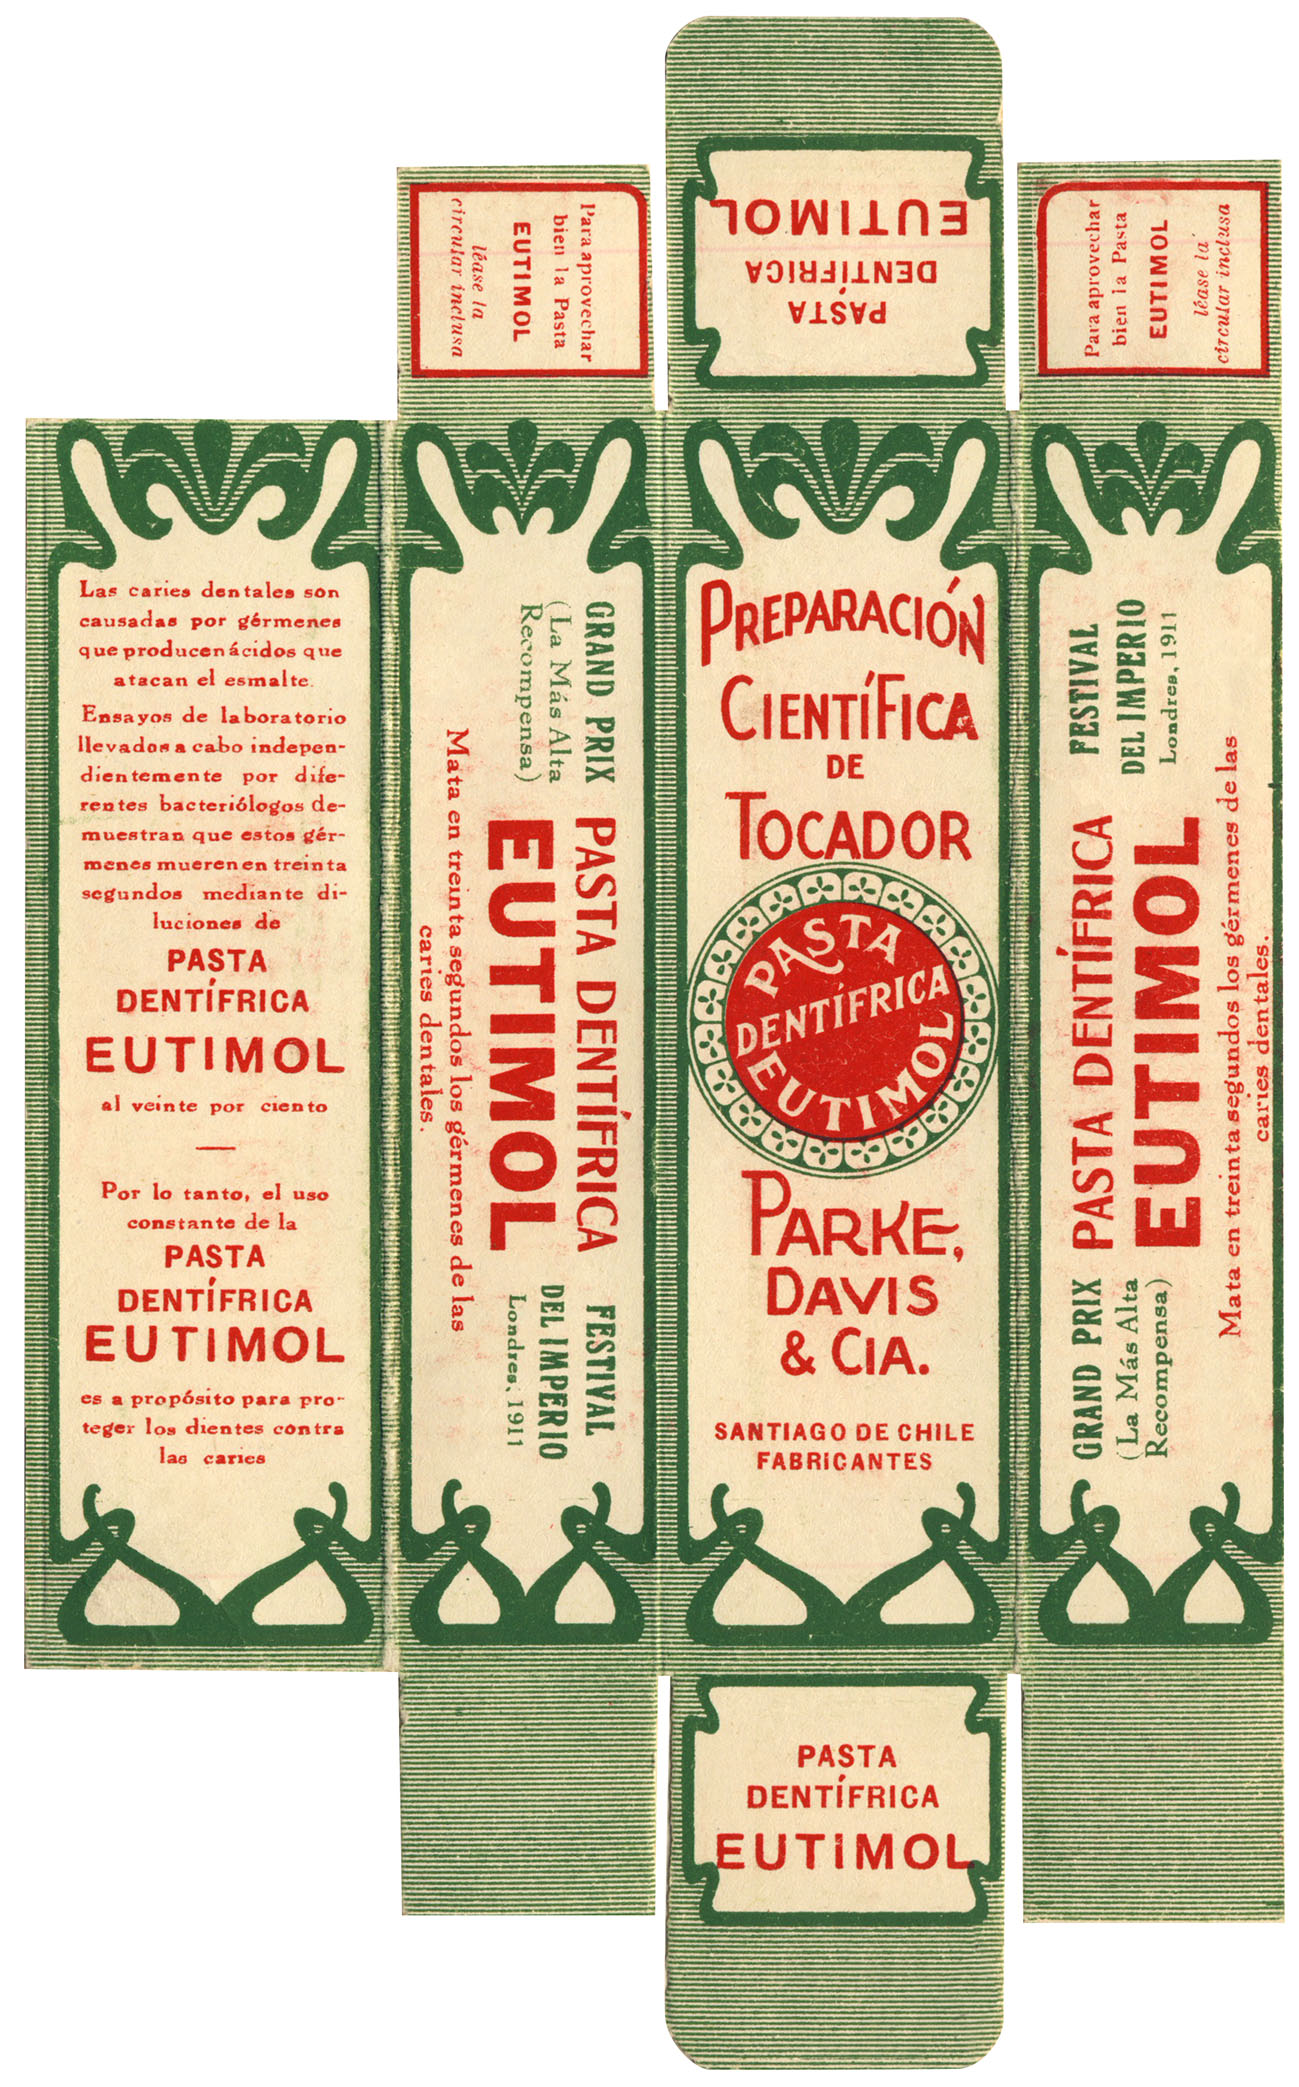 Las caries dentales son
causadas por gérmenes
que producen ácidos que
atacan el esmalte.
Ensayos de laboratorio
llevados a cabo indepen-
dientemente por dife-
rentes bacteriólogos de-
muestran que estos gér-
menes mueren en treinta
segundos mediante di-
luciones de
PASTA
DENTÍFRICA
EUTIMOL
al veinte por ciento
Por lo tanto, el uso
constante de la
PASTA
DENTÍFRICA
EUTIMOL
es a propósito para pro-
teger los dientes contra
las caries
Para aprovechar
bien la Pasta
EUTIMOL
léase la
circular inclusa
GRAND PRIX
(La Más Alta
Recompensa)
PASTA DENTÍFRICA
EUTIMOL
FESTIVAL
DEL IMPERIO
Londres, 1911
Mata en treinta segundos los gérmenes de las
caries dentales.
PASTA
DENTÍFRICA
EUTIMOL
PREPARACIÓN
CIENTÍFICA
DE
TOCADOR
PASTA
DENTÍFRICA
EUTIMOL
PARKE,
DAVIS
& CIA.
SANTIAGO DE CHILE
FABRICANTES
PASTA
DENTÍFRICA
EUTIMOL
Para aprovechar
bien la Pasta
EUTIMOL
léase la
circular inclusa
GRAND PRIX
(La Más Alta
Recompensa)
PASTA DENTÍFRICA
EUTIMOL
FESTIVAL
DEL IMPERIO
Londres, 1911
Mata en treinta segundos los gérmenes de las
caries dentales.